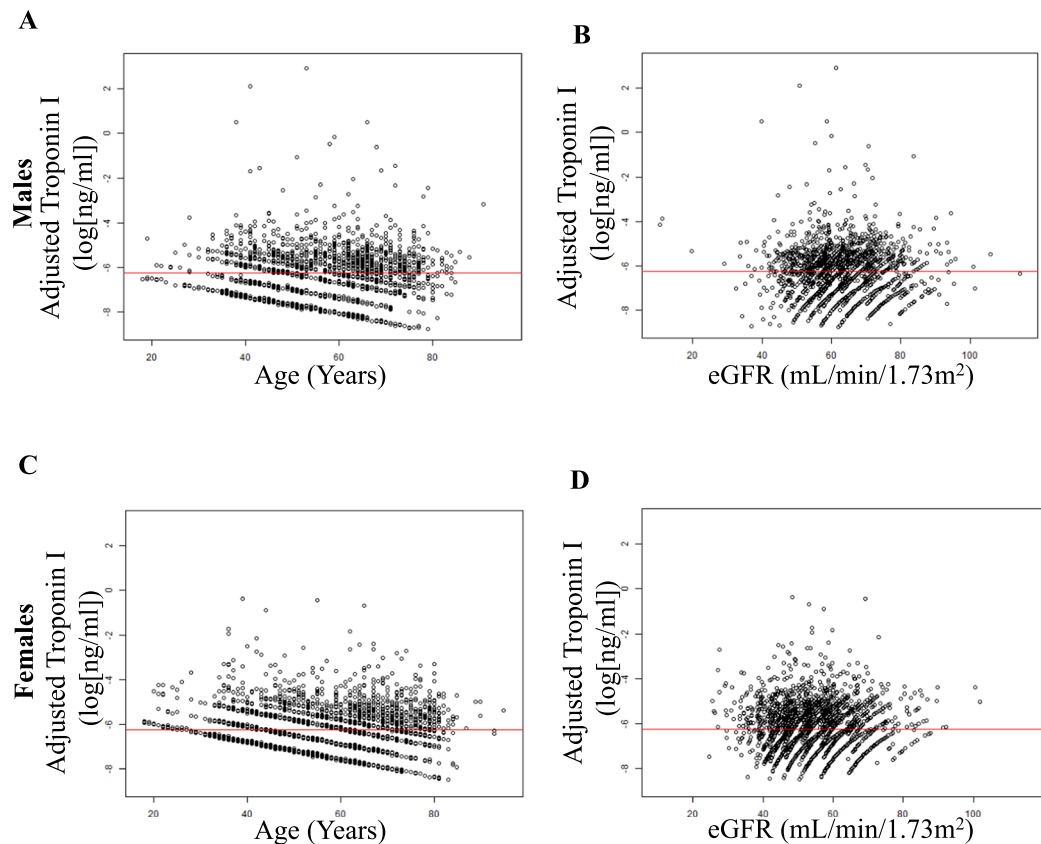 A
B
Males
Adjusted Troponin I
(log[ng/ml])
2
0
-2
-4
-6
-8
20
40
60
80
Age (Years)
Adjusted Troponin I
(log[ng/ml])
2
0
-2
-4
-6
-8
20
40
60
80
100
eGFR (mL/min/1.73m²)
C
D
Females
Adjusted Troponin I
(log[ng/ml])
2
0
-2
-4
-6
-8
20
40
60
80
Age (Years)
Adjusted Troponin I
(log[ng/ml])
2
0
-2
-4
-6
-8
40
60
80
100
eGFR (mL/min/1.73m²)